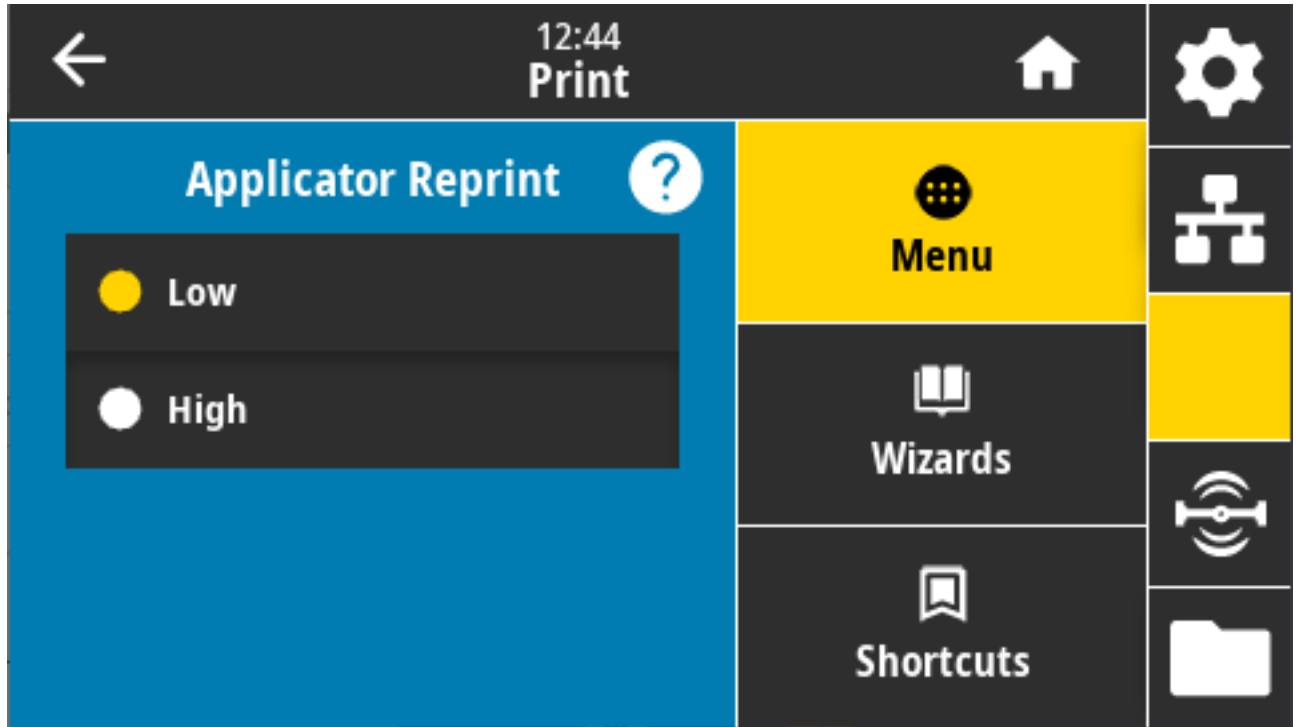 12:44
Print
Applicator Reprint
?
Low
High
Menu
Wizards
Shortcuts